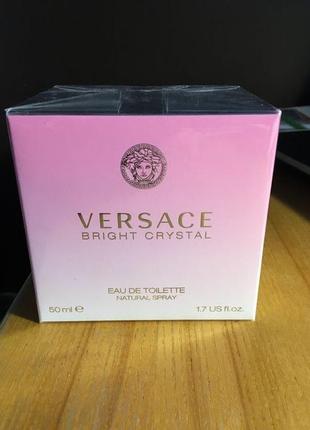 VERSACE
BRIGHT CRYSTAL
EAU DE TOILETTE
NATURAL SPRAY
50 ml ℮ 1.7 US fl.oz.